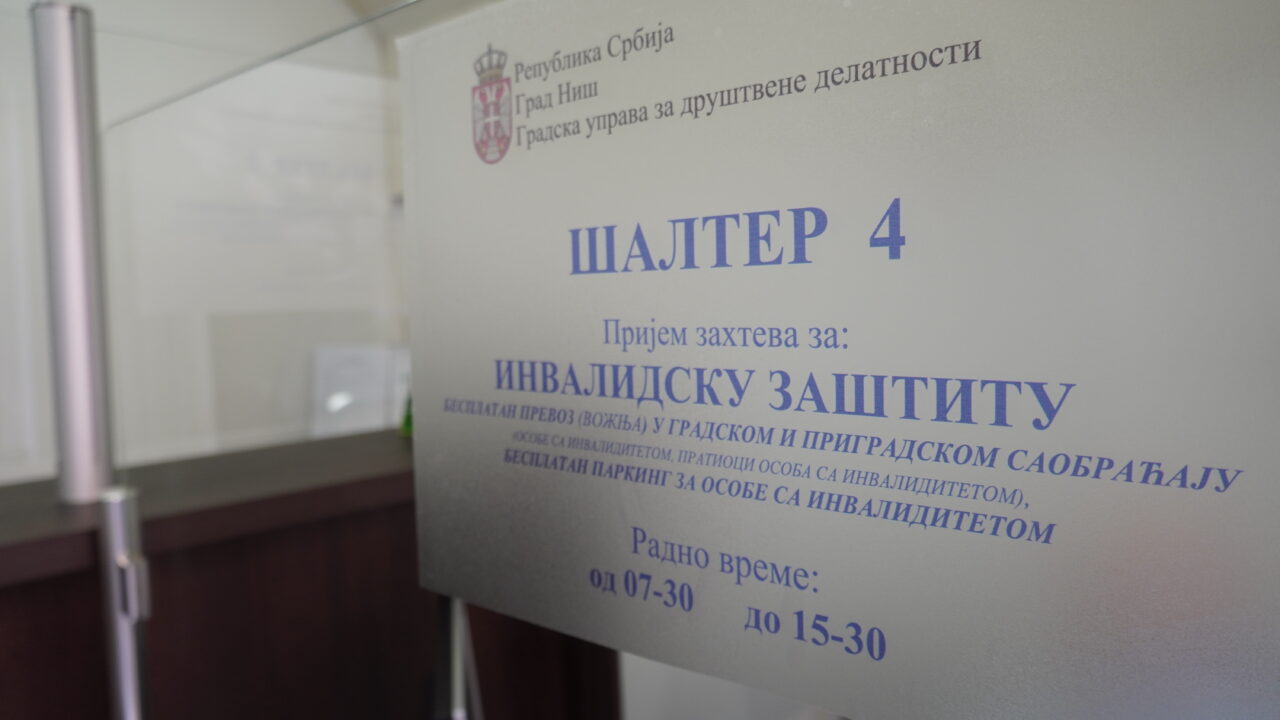 Република Србија
Град Ниш
Градска управа за друштвене делатности
ШАЛТЕР 4
Пријем захтева за:
ИНВАЛИДСКУ ЗАШТИТУ
БЕСПЛАТАН ПРЕВОЗ (ВОЖЊА) У ГРАДСКОМ И ПРИГРАДСКОМ САОБРАЋАЈУ
(ОСОБЕ СА ИНВАЛИДИТЕТОМ, ПРАТИОЦИ ОСОБА СА ИНВАЛИДИТЕТОМ),
БЕСПЛАТАН ПАРКИНГ ЗА ОСОБЕ СА ИНВАЛИДИТЕТОМ
Радно време:
од 07-30 до 15-30